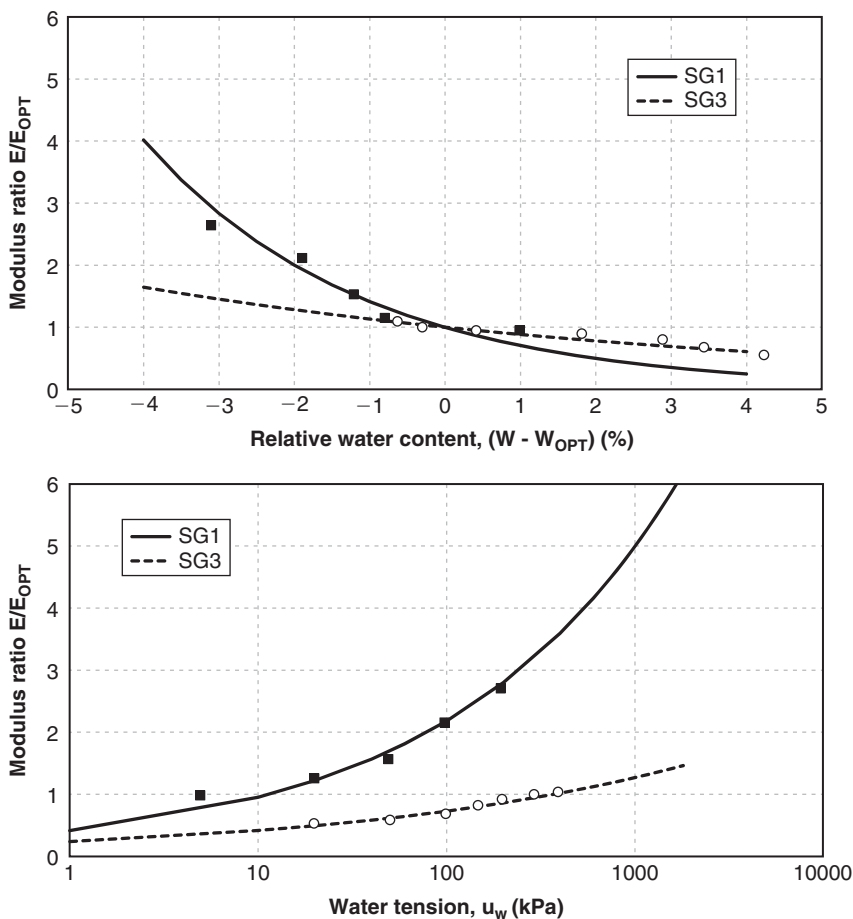 6
5
4
3
2
1
0
Modulus ratio E/E_OPT
SG1
SG3
−5 −4 −3 −2 −1 0 1 2 3 4 5
Relative water content, (W - W_OPT) (%)
6
5
4
3
2
1
0
Modulus ratio E/E_OPT
SG1
SG3
1 10 100 1000 10000
Water tension, u_w (kPa)